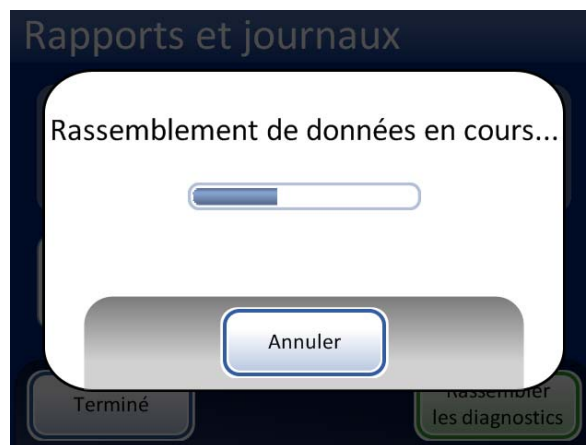 Rapports et journaux
Rassemblement de données en cours...
Annuler
Terminé
Rassembler
les diagnostics